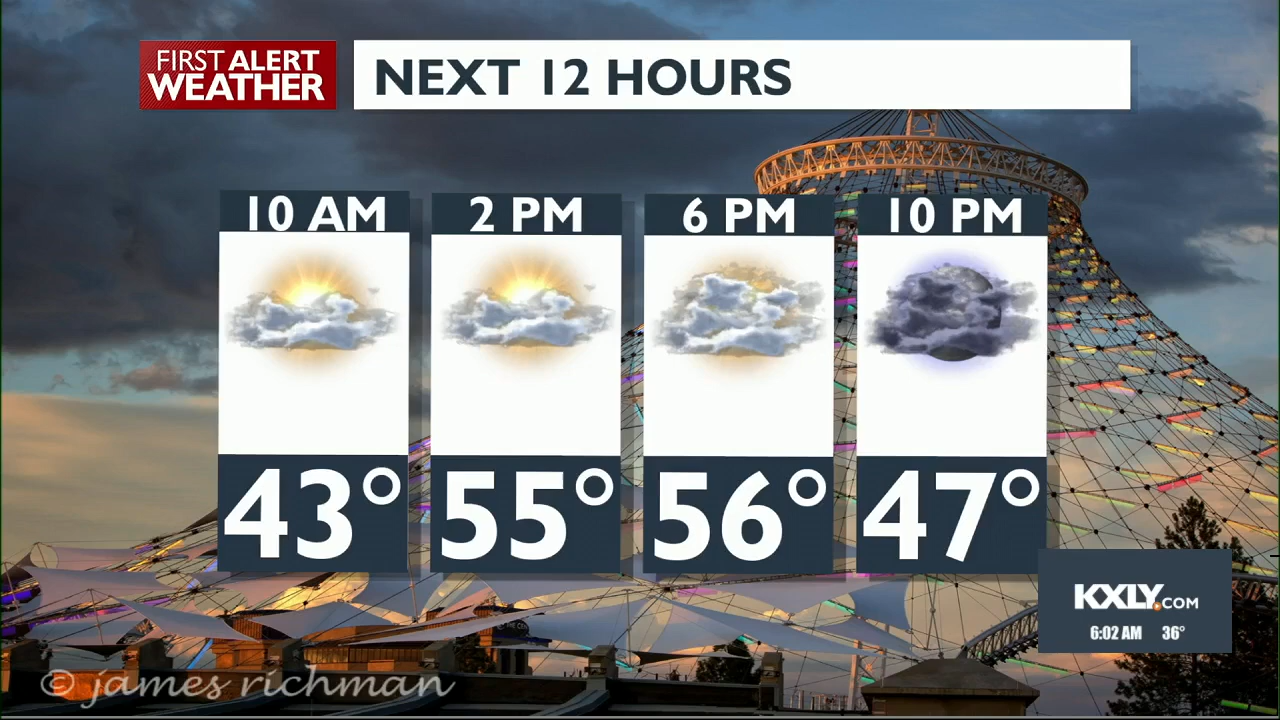 FIRST ALERT
WEATHER
NEXT 12 HOURS
10 AM
2 PM
6 PM
10 PM
43°
55°
56°
47°
KXLY.COM
6:02 AM 36°
© james richman